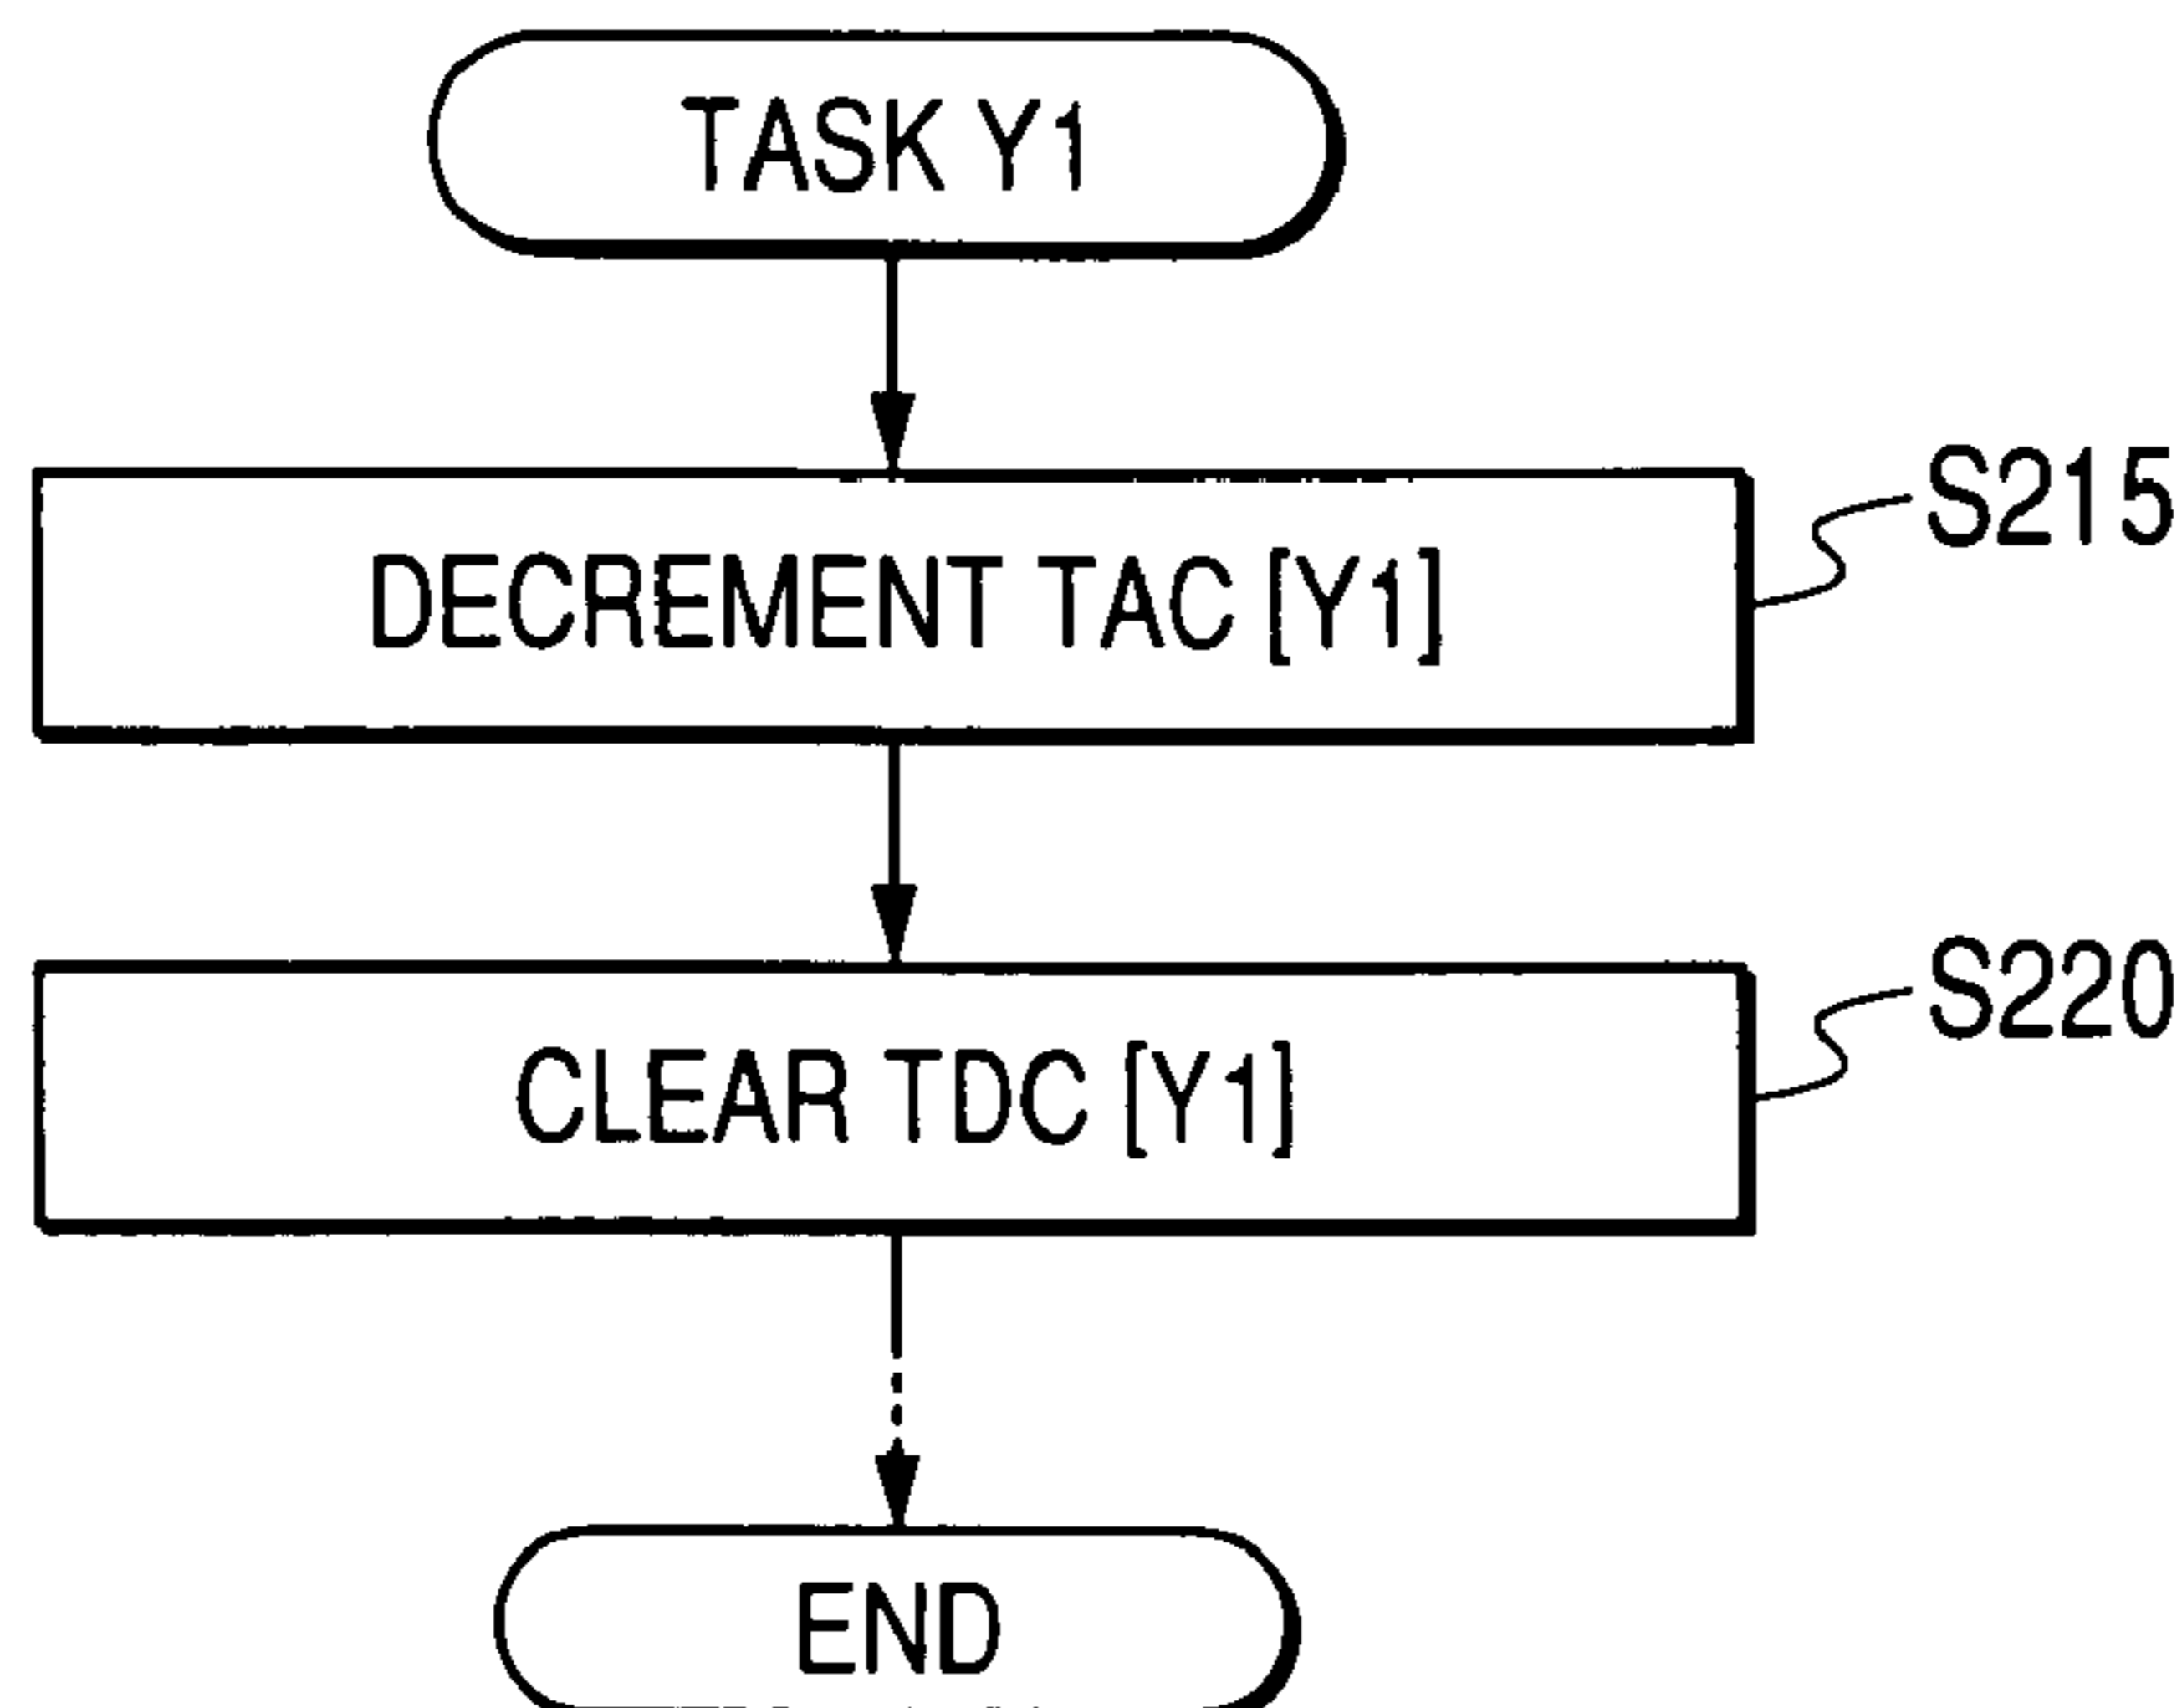 TASK Y1
DECREMENT TAC [Y1]
S215
CLEAR TDC [Y1]
S220
END